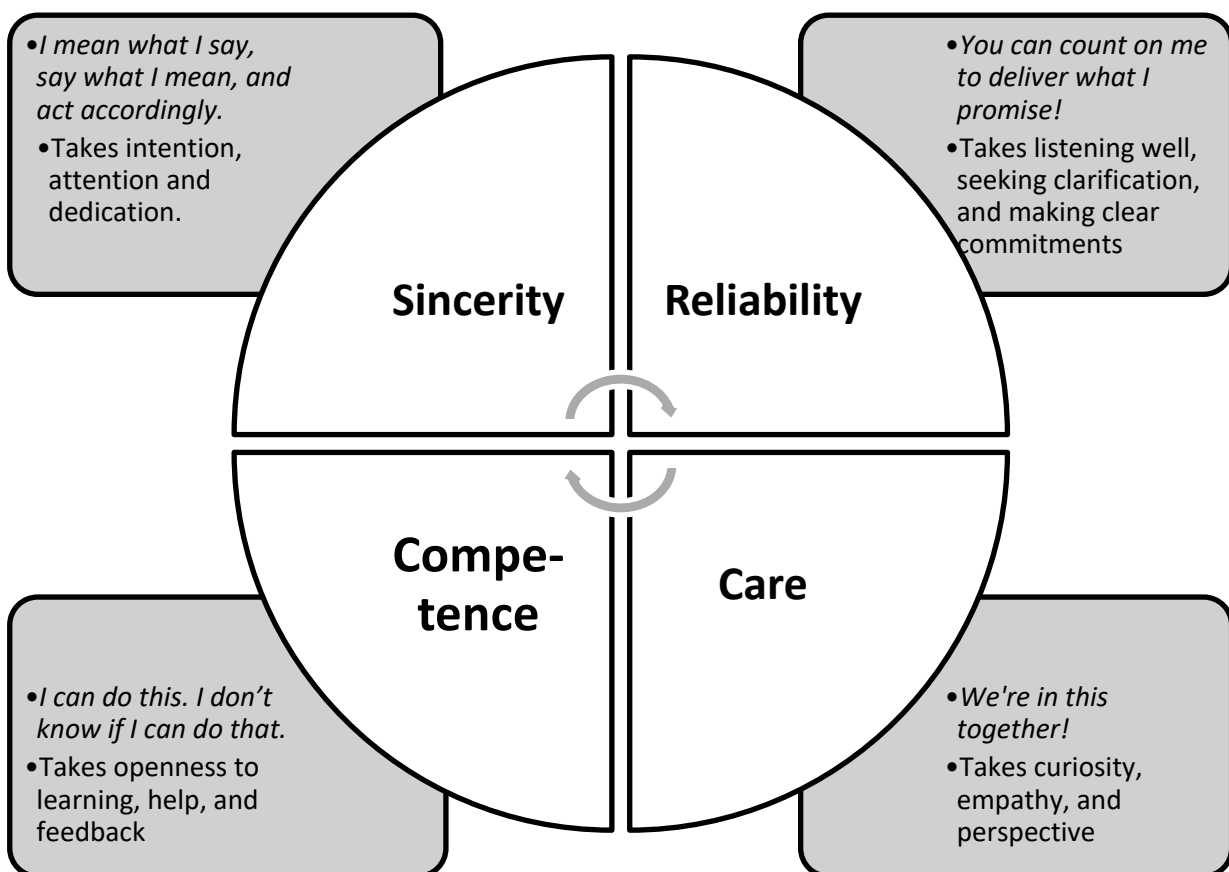 •I mean what I say,
say what I mean, and
act accordingly.
•Takes intention,
attention and
dedication.
•You can count on me
to deliver what I
promise!
•Takes listening well,
seeking clarification,
and making clear
commitments
Sincerity
Reliability
Compe-
tence
Care
•I can do this. I don’t
know if I can do that.
•Takes openness to
learning, help, and
feedback
•We're in this
together!
•Takes curiosity,
empathy, and
perspective